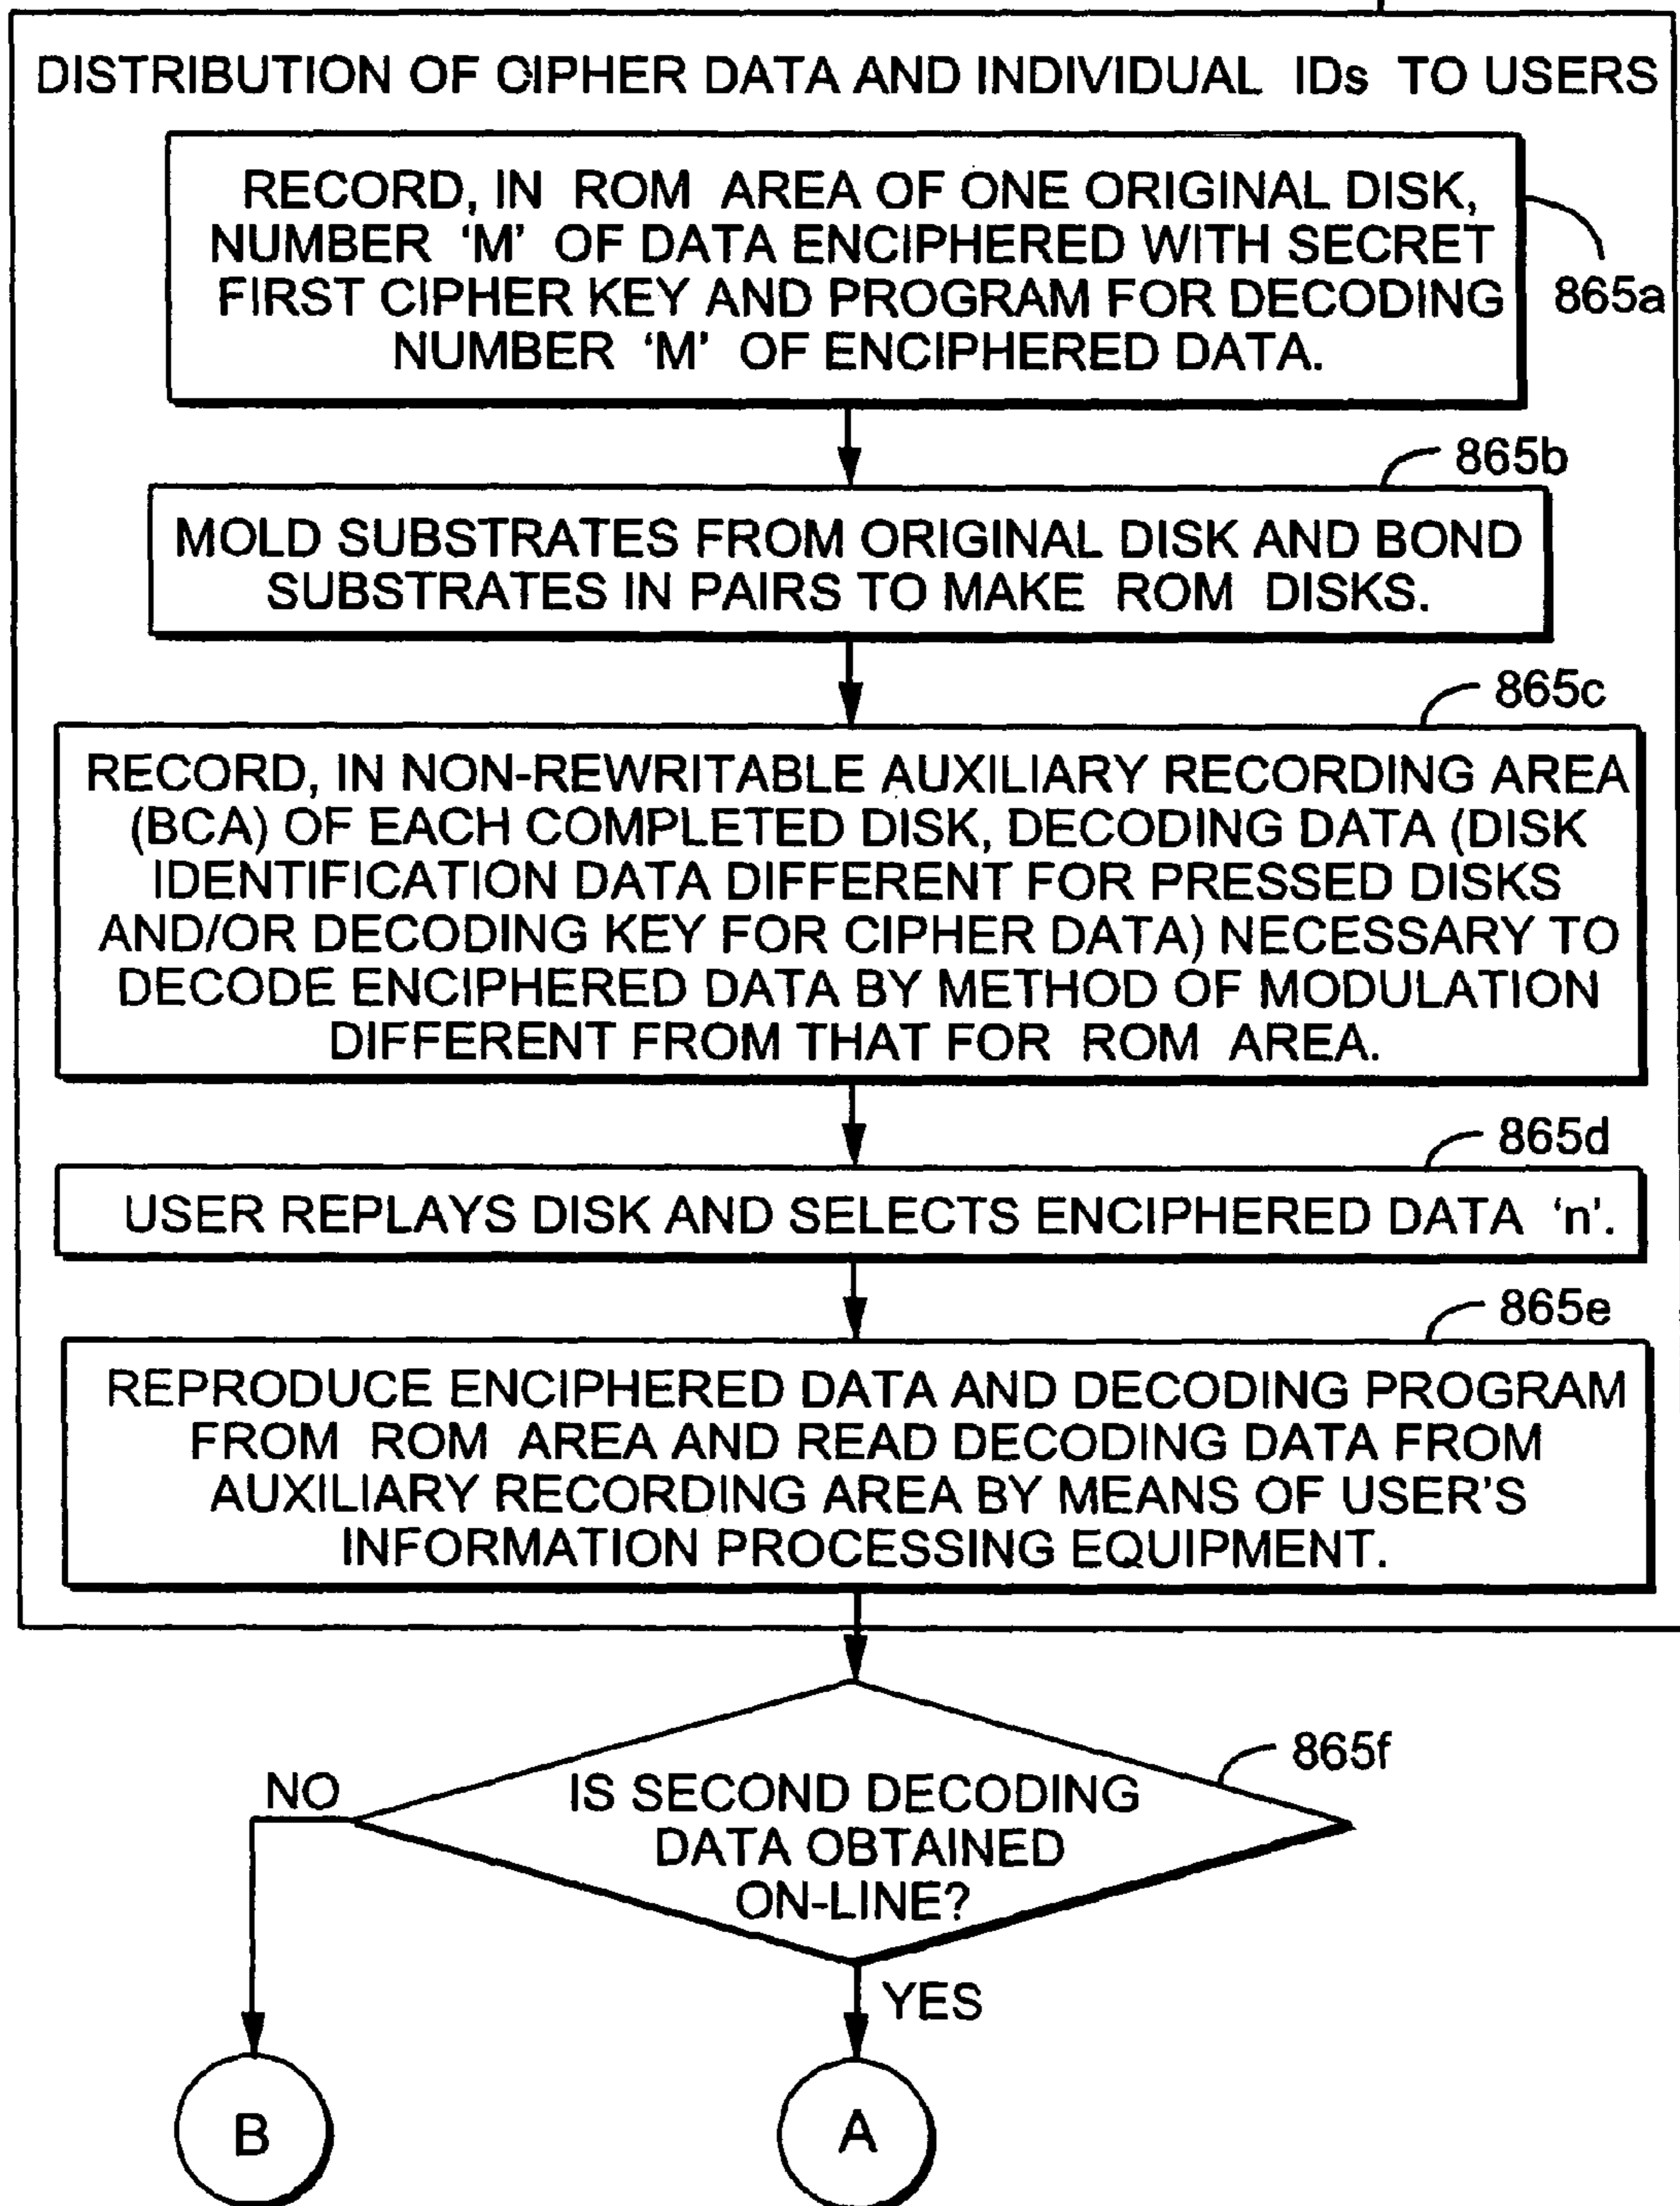 DISTRIBUTION OF CIPHER DATA AND INDIVIDUAL IDs TO USERS
RECORD, IN ROM AREA OF ONE ORIGINAL DISK,
NUMBER ‘M’ OF DATA ENCIPHERED WITH SECRET
FIRST CIPHER KEY AND PROGRAM FOR DECODING
NUMBER ‘M’ OF ENCIPHERED DATA.
865a
865b
MOLD SUBSTRATES FROM ORIGINAL DISK AND BOND
SUBSTRATES IN PAIRS TO MAKE ROM DISKS.
865c
RECORD, IN NON-REWRITABLE AUXILIARY RECORDING AREA
(BCA) OF EACH COMPLETED DISK, DECODING DATA (DISK
IDENTIFICATION DATA DIFFERENT FOR PRESSED DISKS
AND/OR DECODING KEY FOR CIPHER DATA) NECESSARY TO
DECODE ENCIPHERED DATA BY METHOD OF MODULATION
DIFFERENT FROM THAT FOR ROM AREA.
865d
USER REPLAYS DISK AND SELECTS ENCIPHERED DATA ‘n’.
865e
REPRODUCE ENCIPHERED DATA AND DECODING PROGRAM
FROM ROM AREA AND READ DECODING DATA FROM
AUXILIARY RECORDING AREA BY MEANS OF USER'S
INFORMATION PROCESSING EQUIPMENT.
865f
NO
IS SECOND DECODING
DATA OBTAINED
ON-LINE?
YES
B
A